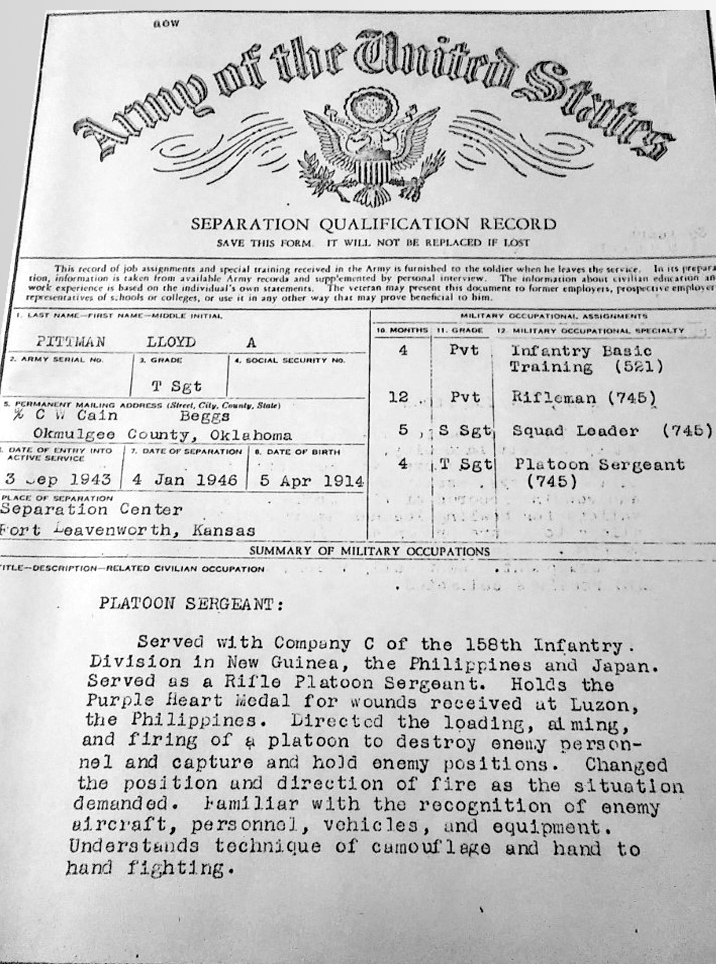 now
Army of the United States
SEPARATION QUALIFICATION RECORD
SAVE THIS FORM. IT WILL NOT BE REPLACED IF LOST
This record of job assignments and special training received in the Army is furnished to the soldier when he leaves the service. In its prepara-
tion, information is taken from available Army records and supplemented by personal interview. The information about civilian education an
work experience is based on the individual's own statements. The veteran may present this document to former employers, prospective employer
representatives of schools or colleges, or use it in any other way that may prove beneficial to him.
1. LAST NAME—FIRST NAME—MIDDLE INITIAL
PITTMAN LLOYD A
2. ARMY SERIAL NO. 3. GRADE 4. SOCIAL SECURITY NO.
T Sgt
5. PERMANENT MAILING ADDRESS (Street, City, County, State)
% C W Cain Beggs
Okmulgee County, Oklahoma
DATE OF ENTRY INTO ACTIVE SERVICE 7. DATE OF SEPARATION 8. DATE OF BIRTH
3 Sep 1943 4 Jan 1946 5 Apr 1914
PLACE OF SEPARATION
Separation Center
Fort Leavenworth, Kansas
MILITARY OCCUPATIONAL ASSIGNMENTS
10. MONTHS 11. GRADE 12. MILITARY OCCUPATIONAL SPECIALTY
4 Pvt Infantry Basic
Training (521)
12 Pvt Rifleman (745)
5 S Sgt Squad Leader (745)
4 T Sgt Platoon Sergeant
(745)
SUMMARY OF MILITARY OCCUPATIONS
TITLE—DESCRIPTION—RELATED CIVILIAN OCCUPATION
PLATOON SERGEANT:
Served with Company C of the 158th Infantry.
Division in New Guinea, the Philippines and Japan.
Served as a Rifle Platoon Sergeant. Holds the
Purple Heart Medal for wounds received at Luzon,
the Philippines. Directed the loading, aiming,
and firing of a platoon to destroy enemy person-
nel and capture and hold enemy positions. Changed
the position and direction of fire as the situation
demanded. Familiar with the recognition of enemy
aircraft, personnel, vehicles, and equipment.
Understands technique of camouflage and hand to
hand fighting.